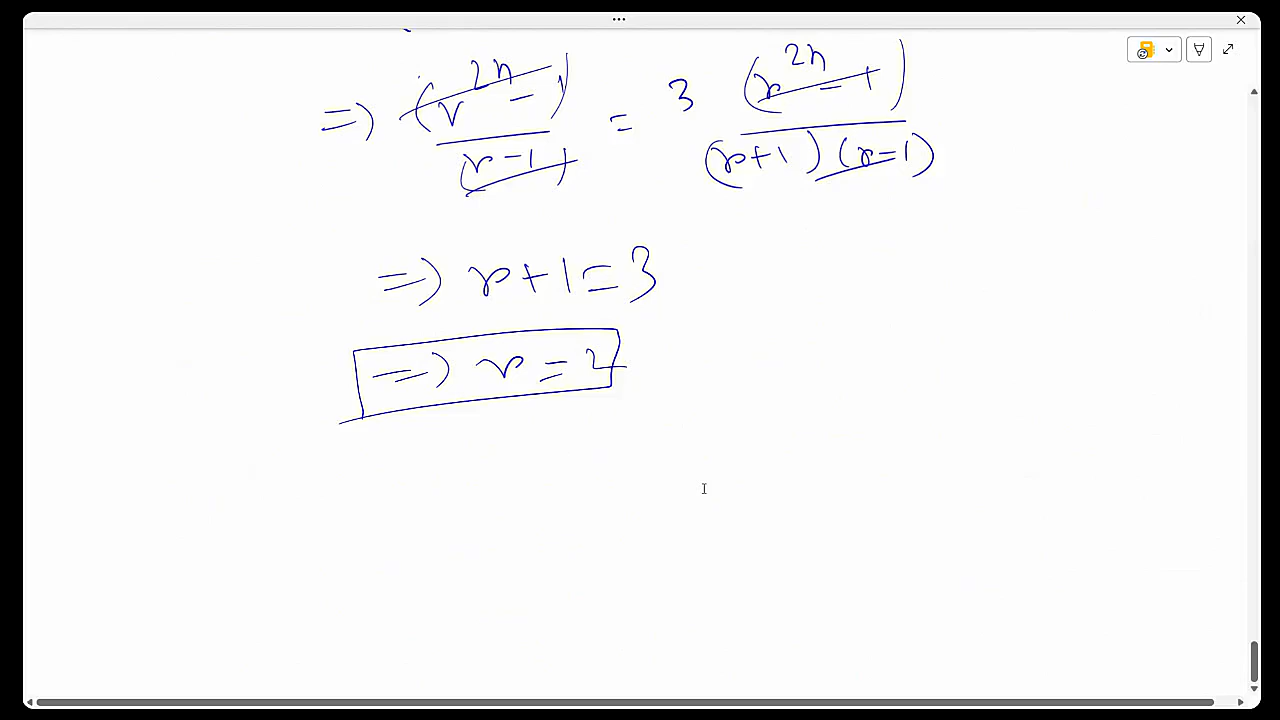 => (r^2n - 1) / (r-1) = 3 (r^2n - 1) / (r+1) (r-1)
=> r+1=3
=> r=2